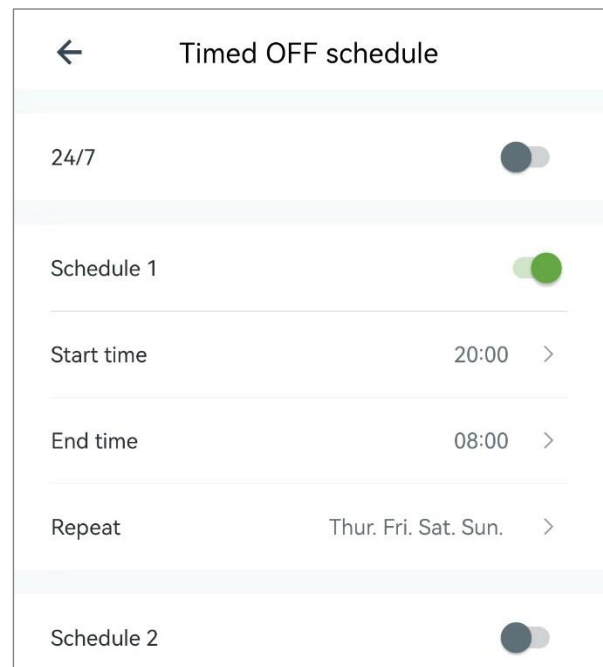 Timed OFF schedule
24/7
Schedule 1
Start time 20:00
End time 08:00
Repeat Thur. Fri. Sat. Sun.
Schedule 2